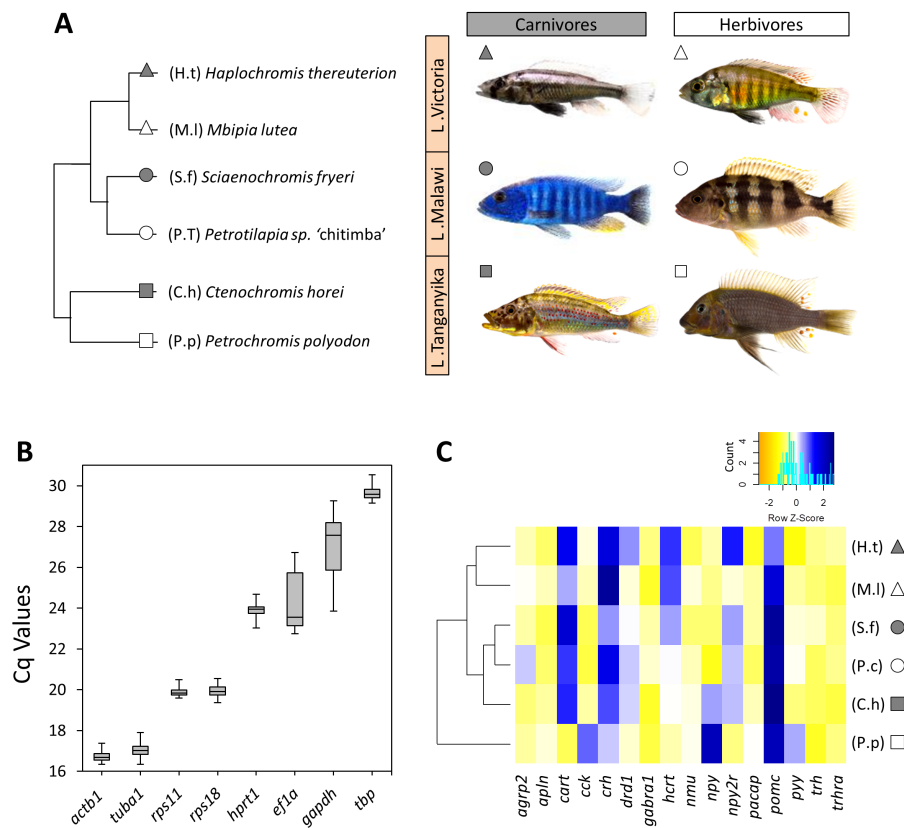 A
(H.t) Haplochromis thereuterion
(M.l) Mbipia lutea
(S.f) Sciaenochromis fryeri
(P.T) Petrotilapia sp. ‘chitimba’
(C.h) Ctenochromis horei
(P.p) Petrochromis polyodon
Carnivores
Herbivores
L.Victoria
L.Malawi
L.Tanganyika
B
Cq Values
30
28
26
24
22
20
18
16
actb1
tuba1
rps11
rps18
hprt1
ef1a
gapdh
tbp
C
Count
4
3
2
1
0
-2
0
2
Row Z-Score
(H.t)
(M.l)
(S.f)
(P.c)
(C.h)
(P.p)
agrp2
apln
cart
cck
crh
drd1
gabra1
hcrt
nmu
npy
npy2r
pacap
pomc
pyy
trh
trhra